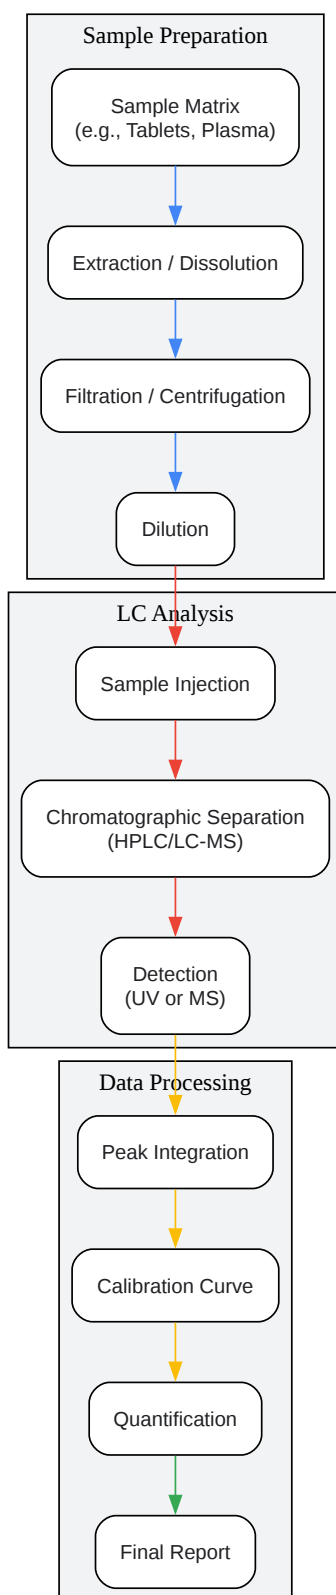 Sample Preparation
Sample Matrix
(e.g., Tablets, Plasma)
Extraction / Dissolution
Filtration / Centrifugation
Dilution
LC Analysis
Sample Injection
Chromatographic Separation
(HPLC/LC-MS)
Detection
(UV or MS)
Data Processing
Peak Integration
Calibration Curve
Quantification
Final Report